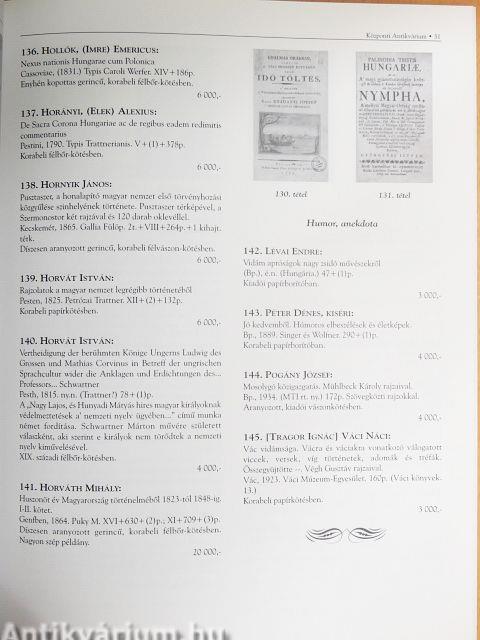 Központi Antikvárium • 51
136. HOLLÓK, (IMRE) EMERICUS:
Nexus nationis Hungarae cum Polonica
Cassoviae, (1831.) Typis Caroli Werfer. XIV+186p.
Enyhén kopottas gerincű, korabeli félbőr-kötésben.
6 000,-
137. HORÁNYI, (ELEK) ALEXIUS:
De Sacra Corona Hungariae ac de regibus eadem redimitis
commentarius
Pestini, 1790. Typis Trattnerianis. V+(1)+378p.
Korabeli félbőr-kötésben.
6 000,-
138. HORNYIK JÁNOS:
Pusztaszer, a honalapító magyar nemzet első törvényhozási
közgyűlése színhelyének története. Pusztaszer térképével, a
Szermonostor két rajzával és 120 darab oklevéllel.
Kecskemét, 1865. Gallia Fülöp. 2t.+VIII+264p.+1 kihajt.
térk.
Díszesen aranyozott gerincű, korabeli félvászon-kötésben.
6 000,-
139. HORVÁT ISTVÁN:
Rajzolatok a magyar nemzet legrégibb történetéből
Pesten, 1825. Petrózai Trattner. XII+(2)+132p.
Korabeli papírkötésben.
6 000,-
140. HORVÁT ISTVÁN:
Vertheidigung der berühmten Könige Ungerns Ludwig des
Grossen und Mathias Corvinus in Betreff der ungrischen
Sprachcultur wider die Anklagen und Erdichtungen des...
Professors... Schwartner
Pesth, 1815. ny.n. (Trattner?) 78+(1)p.
A „Nagy Lajos, és Hunyadi Mátyás híres magyar királyoknak
védelmeztetések a' nemzeti nyelv ügyében..." című munka
német fordítása. Schwartner Márton művére született
válaszként, aki szerint e királyok nem törődtek a nemzeti
nyelv kiművelésével.
XIX. századi félbőr-kötésben.
4 000,-
141. HORVÁTH MIHÁLY:
Huszonöt év Magyarország történelméből 1823-tól 1848-ig.
I-II. kötet.
Genfben, 1864. Puky M. XVI+630+(2)p.; XI+709+(3)p.
Díszesen aranyozott gerincű, korabeli félbőr-kötésben.
Nagyon szép példány.
20 000,-
IDŐ TÖLTÉS,
PALINODIA TRISTIS
HUNGARIÆ,
NYMPHA,
130. tétel
131. tétel
Humor, anekdota
142. LÉVAI ENDRE:
Vidám apróságok nagy zsidó művészekről
(Bp.), é.n. (Hungária.) 47+(1)p.
Kiadói papírborítóban.
3 000,-
143. PÉTER DÉNES, KISÉRI:
Jó kedvemből. Humoros elbeszélések és életképek.
Bp., 1889. Singer és Wolfner. 290+(1)p.
Korabeli papírborítóban.
4 000,-
144. POGÁNY JÓZSEF:
Mosolygó közigazgatás. Mühlbeck Károly rajzaival.
Bp., 1934. (MTI rt. ny.) 172p. Szövegközti rajzokkal.
Aranyozott, kiadói vászonkötésben.
4 000,-
145. [TRAGOR IGNÁC] VÁCI NÁCI:
Vác vidámsága. Vácra és váciakra vonatkozó válogatott
viccek, versek, víg történetek, adomák és tréfák.
Összegyűjtötte --. Végh Gusztáv rajzaival.
Vác, 1923. Váci Múzeum-Egyesület. 160p. (Váci könyvek.
13.)
Korabeli papírkötésben.
3 000,-
Antikvárium.hu